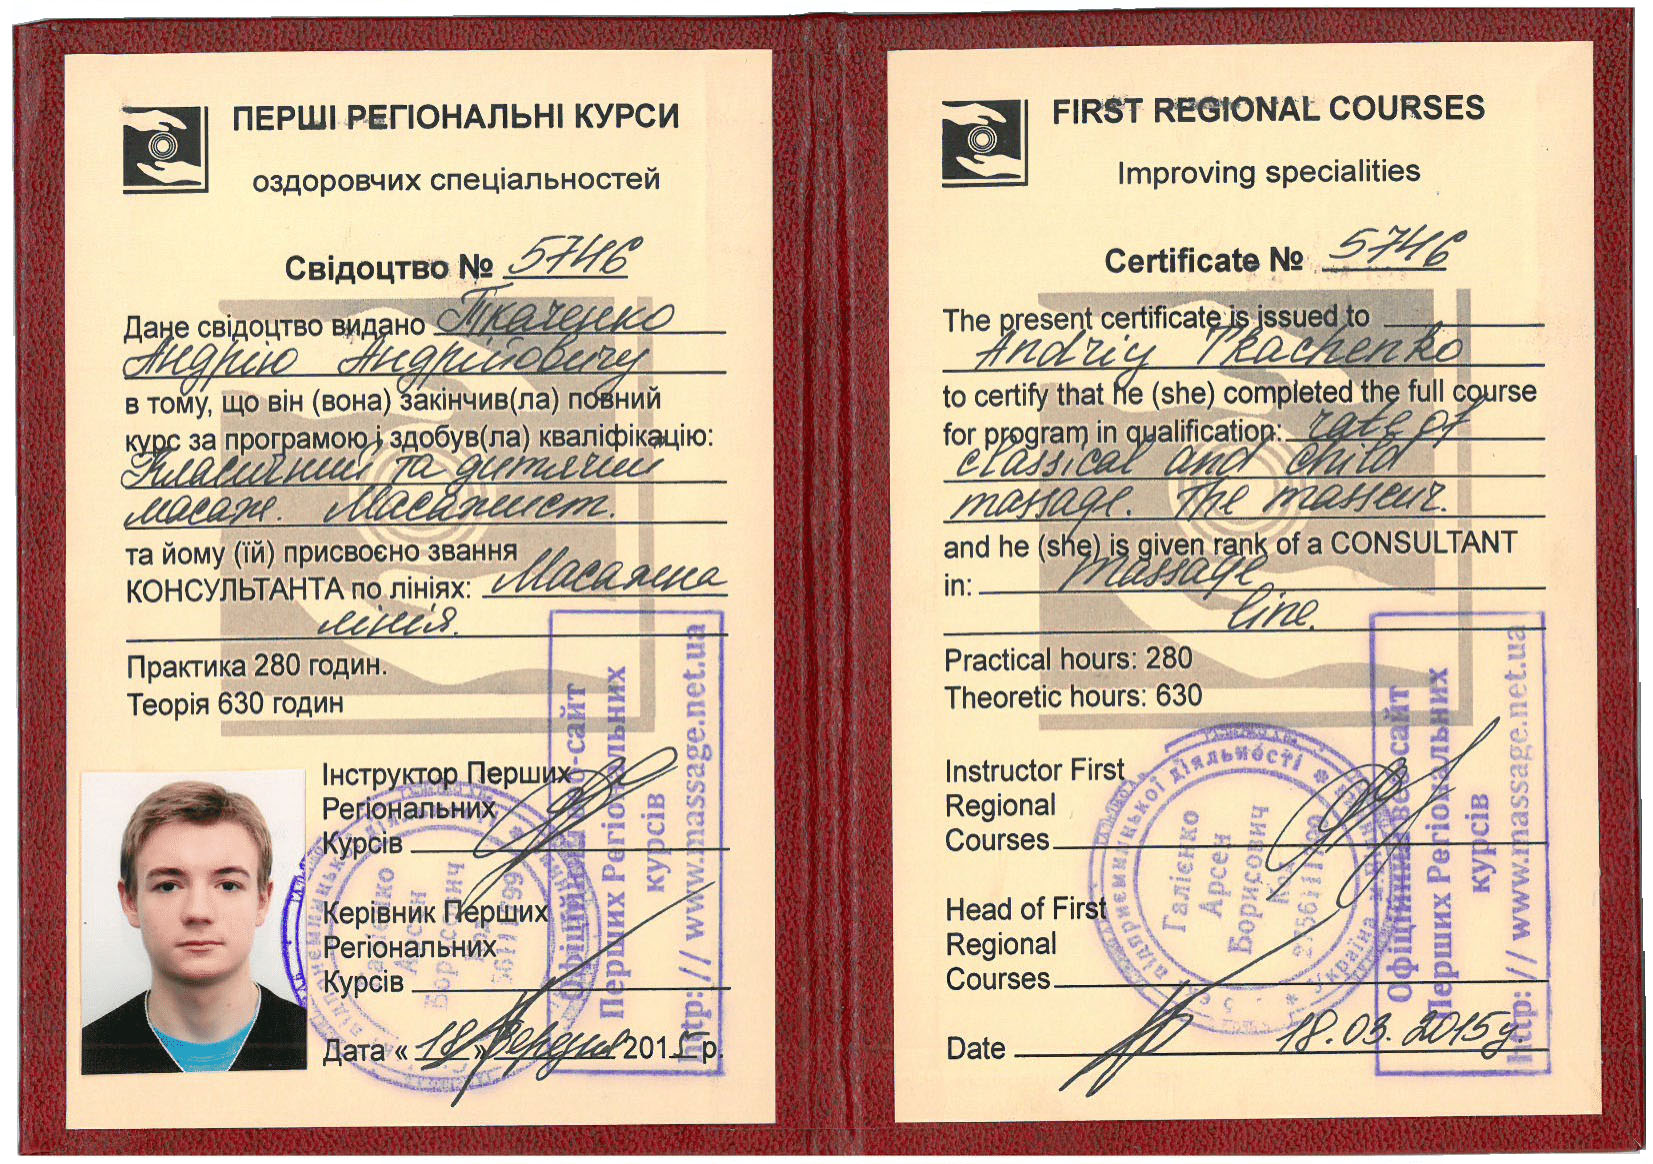 ПЕРШІ РЕГІОНАЛЬНІ КУРСИ
оздоровчих спеціальностей
Свідоцтво № 5746
Дане свідоцтво видано Ткаченко
Андрію Андрійовичу
в тому, що він (вона) закінчив(ла) повний
курс за програмою і здобув(ла) кваліфікацію:
Класичний та дитячий
масаж. Масажист.
та йому (їй) присвоєно звання
КОНСУЛЬТАНТА по лініях: Масажна
лінія.
Практика 280 годин.
Теорія 630 годин
Інструктор Перших
Регіональних
Курсів
Керівник Перших
Регіональних
Курсів
Дата « 18 » березня 2015 р.
Офіційний веб-сайт
Перших Регіональних
курсів
http://www.massage.net.ua
FIRST REGIONAL COURSES
Improving specialities
Certificate № 5746
The present certificate is issued to
Andriy Tkachenko
to certify that he (she) completed the full course
for program in qualification: rate of
classical and child
massage. The masseur.
and he (she) is given rank of a CONSULTANT
in: massage
line.
Practical hours: 280
Theoretic hours: 630
Instructor First
Regional
Courses
Head of First
Regional
Courses
Date 18.03.2015у.
Галієнко
Арсен
Борисович
Код
Офіційний веб-сайт
Перших Регіональних
курсів
http://www.massage.net.ua